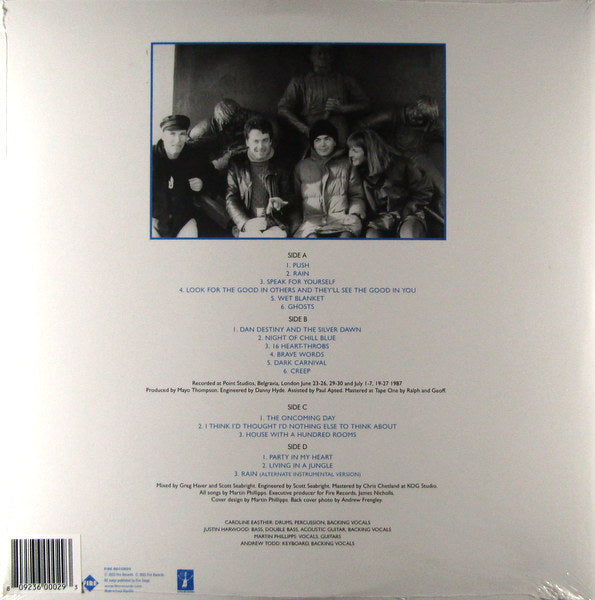 SIDE A
1. PUSH
2. RAIN
3. SPEAK FOR YOURSELF
4. LOOK FOR THE GOOD IN OTHERS AND THEY'LL SEE THE GOOD IN YOU
5. WET BLANKET
6. GHOSTS
SIDE B
1. DAN DESTINY AND THE SILVER DAWN
2. NIGHT OF CHILL BLUE
3. 16 HEART-THROBS
4. BRAVE WORDS
5. DARK CARNIVAL
6. CREEP
Recorded at Point Studios, Belgravia, London June 23-26, 29-30 and July 1-7, 19-27 1987
Produced by Mayo Thompson. Engineered by Danny Hyde. Assisted by Paul Apted. Mastered at Tape One by Ralph and Geoff.
SIDE C
1. THE ONCOMING DAY
2. I THINK I'D THOUGHT I'D NOTHING ELSE TO THINK ABOUT
3. HOUSE WITH A HUNDRED ROOMS
SIDE D
1. PARTY IN MY HEART
2. LIVING IN A JUNGLE
3. RAIN (ALTERNATE INSTRUMENTAL VERSION)
Mixed by Greg Haver and Scott Seabright. Engineered by Scott Seabright. Mastered by Chris Chetland at KOG Studio.
All songs by Martin Phillipps. Executive producer for Fire Records, James Nicholls.
Cover design by Martin Phillipps. Back cover photo by Andrew Frengley.
CAROLINE EASTHER: DRUMS, PERCUSSION, BACKING VOCALS
JUSTIN HARWOOD: BASS, DOUBLE BASS, ACOUSTIC GUITAR, BACKING VOCALS
MARTIN PHILLIPPS: VOCALS, GUITARS
ANDREW TODD: KEYBOARD, BACKING VOCALS
8 09236 00029 3
FIRE